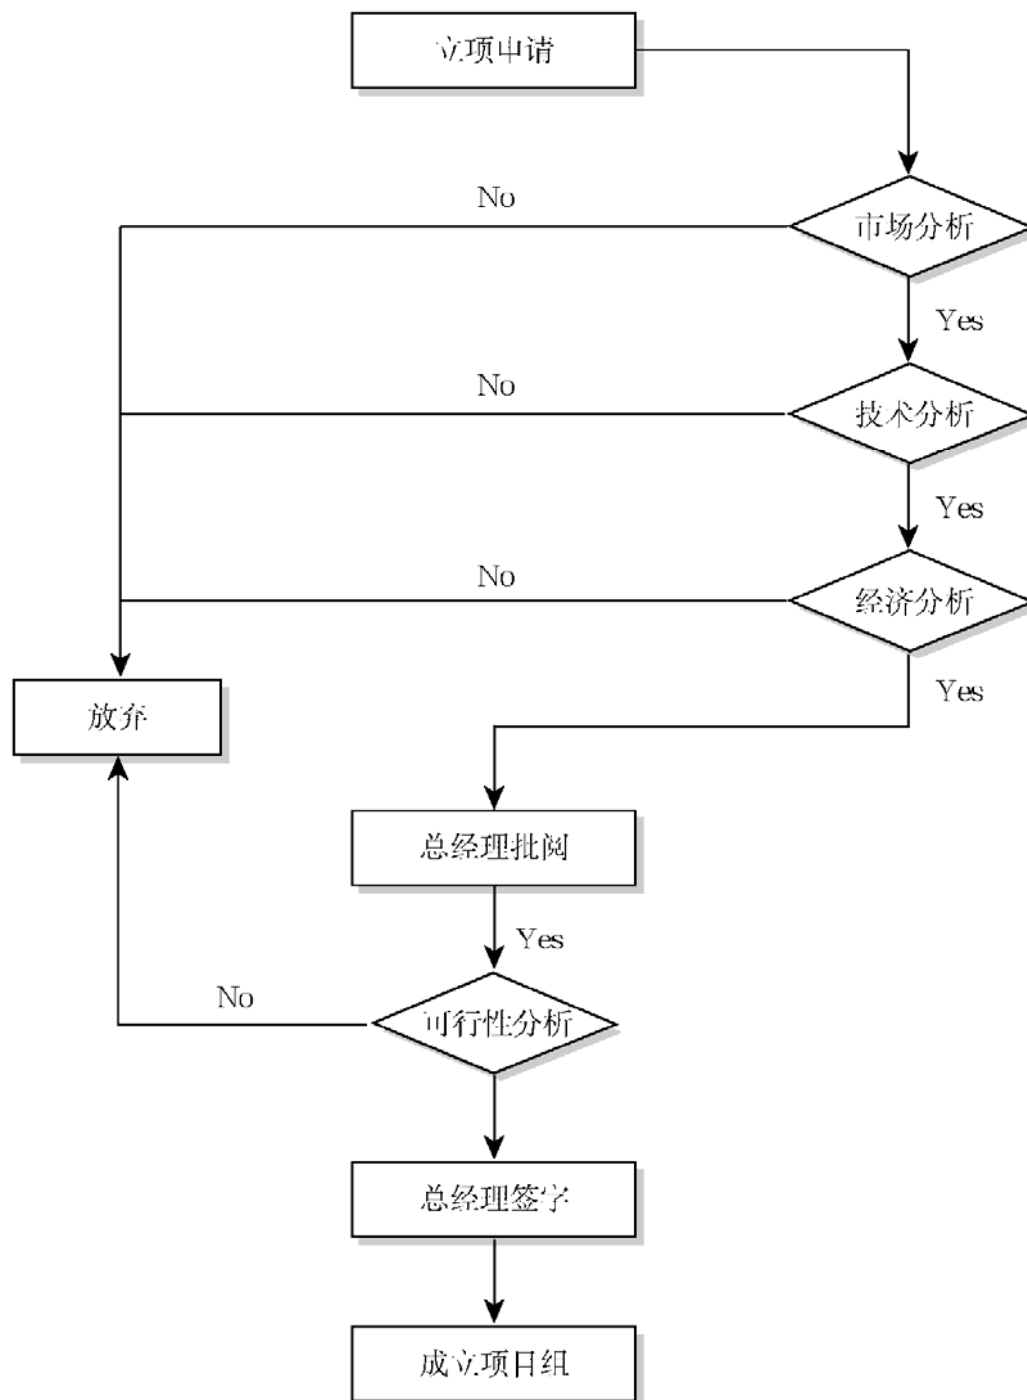 立项申请
No
市场分析
Yes
No
技术分析
Yes
No
经济分析
Yes
放弃
总经理批阅
Yes
No
可行性分析
总经理签字
成立项目组